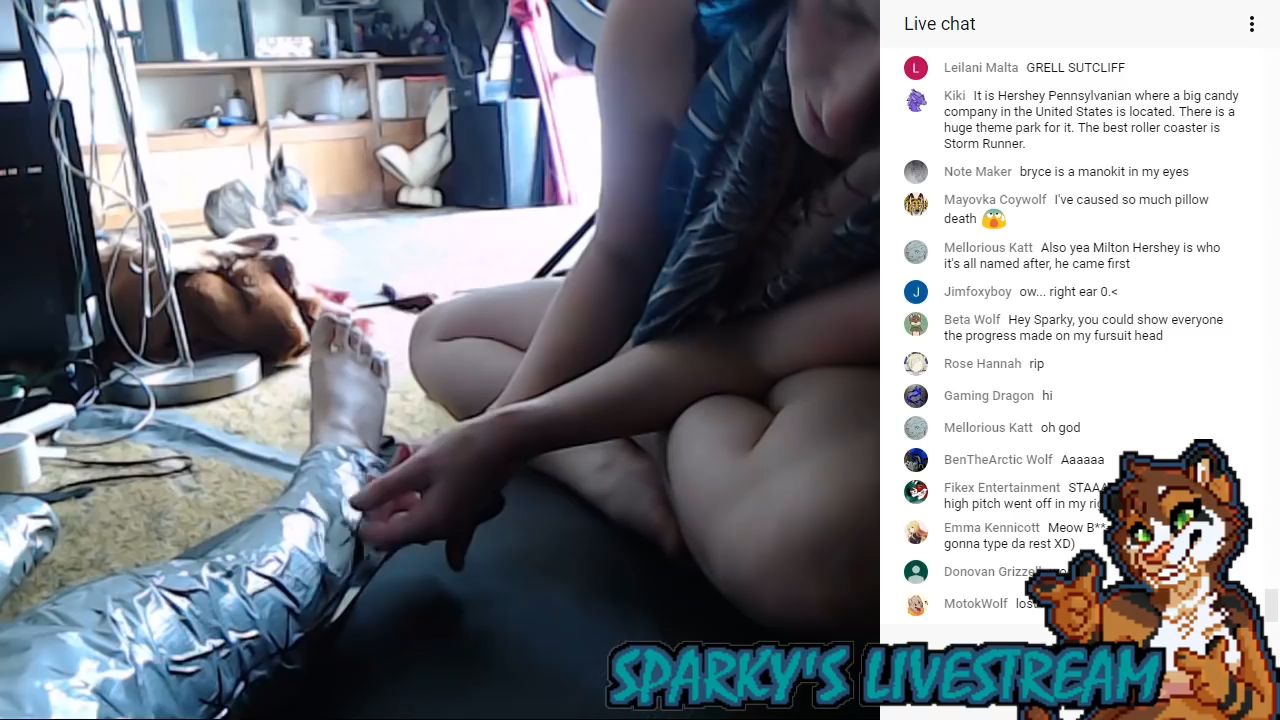 Live chat
Leilani Malta GRELL SUTCLIFF
Kiki It is Hershey Pennsylvanian where a big candy
company in the United States is located. There is a
huge theme park for it. The best roller coaster is
Storm Runner.
Note Maker bryce is a manokit in my eyes
Mayovka Coywolf I've caused so much pillow
death
Mellorious Katt Also yea Milton Hershey is who
it's all named after, he came first
Jimfoxyboy ow... right ear 0.<
Beta Wolf Hey Sparky, you could show everyone
the progress made on my fursuit head
Rose Hannah rip
Gaming Dragon hi
Mellorious Katt oh god
BenTheArctic Wolf Aaaaaa
Fikex Entertainment
high pitch went off in my
Emma Kennicott Meow
gonna type da rest XD)
Donovan
MotokWolf
SPARKY'S LIVESTREAM